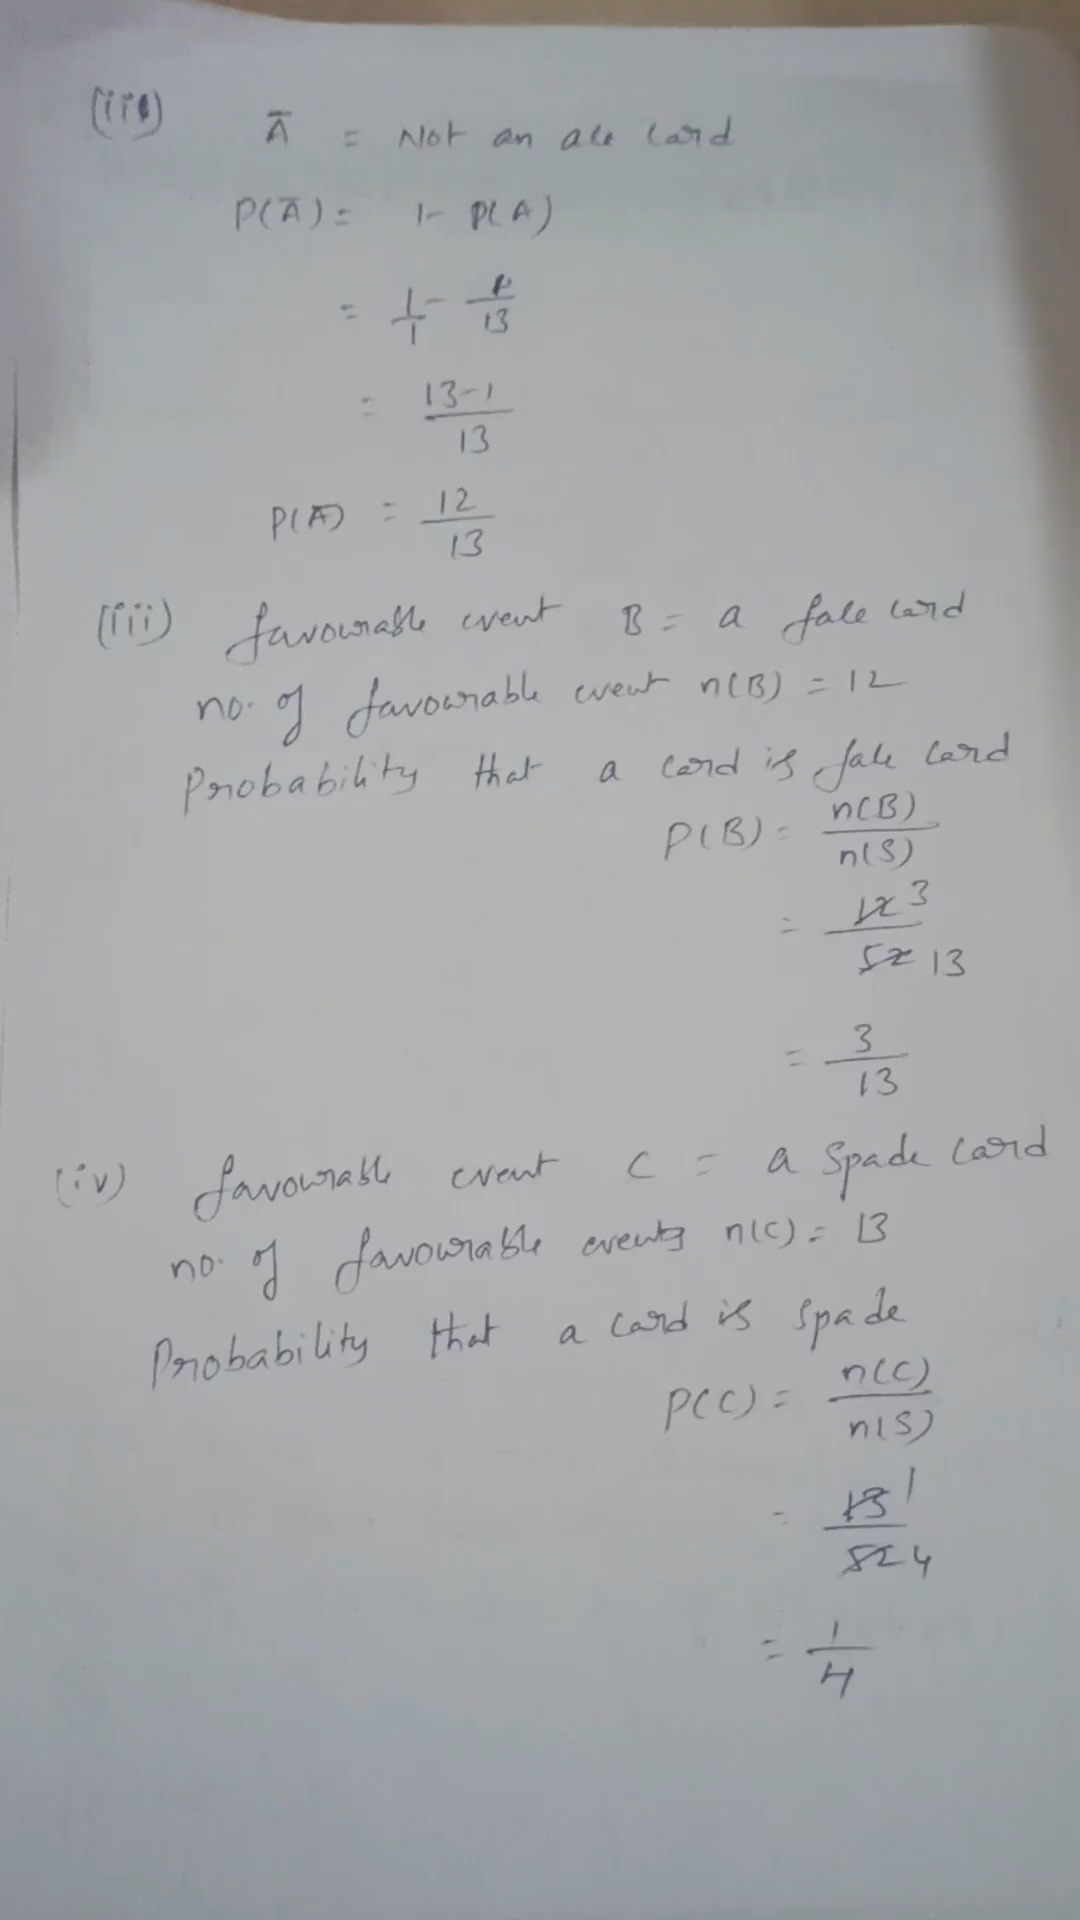 (ii)
Ā = Not an ace card
P(Ā) = 1 - P(A)
= 1/1 - 1/13
= 13-1/13
P(Ā) = 12/13
(iii) favourable event B = a face card
no. of favourable event n(B) = 12
Probability that a card is face card
P(B) = n(B)/n(S)
= 12 3/52 13
= 3/13
(iv) favourable event C = a Spade card
no. of favourable events n(C) = 13
Probability that a card is spade
P(C) = n(C)/n(S)
= 13 1/52 4
= 1/4